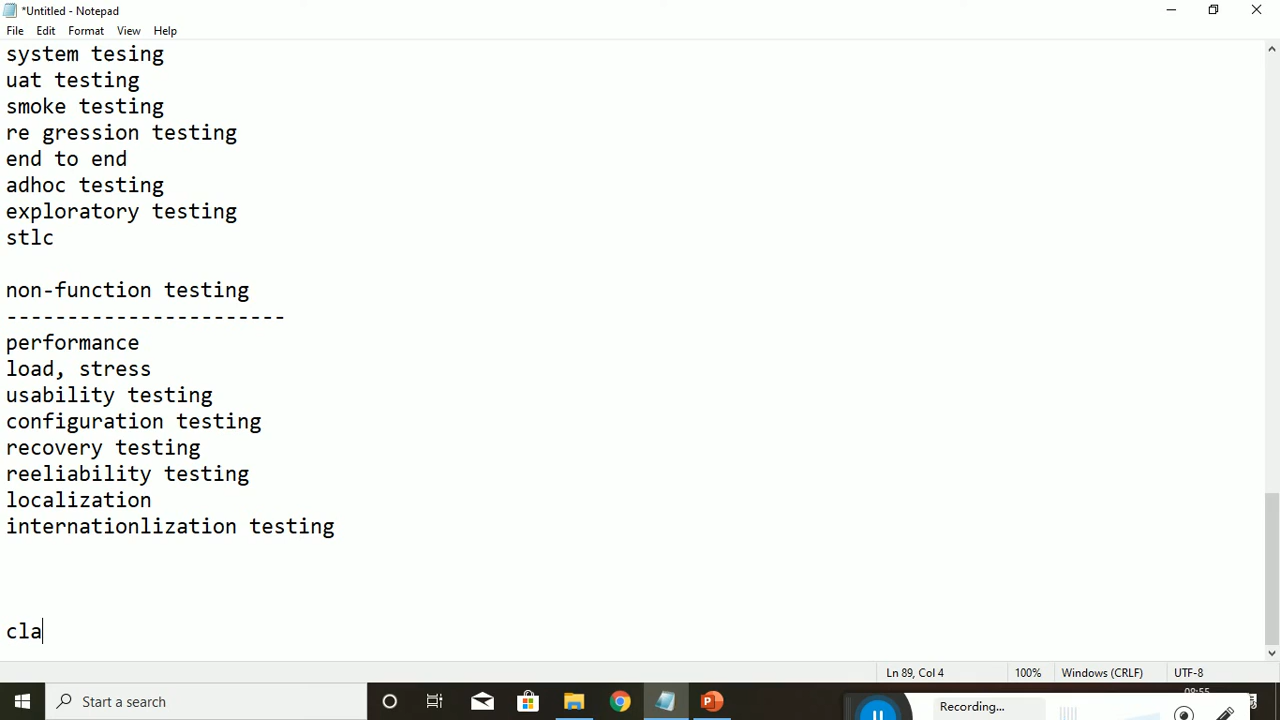 *Untitled - Notepad
File Edit Format View Help
system tesing
uat testing
smoke testing
re gression testing
end to end
adhoc testing
exploratory testing
stlc
non-function testing
-----------------------
performance
load, stress
usability testing
configuration testing
recovery testing
reeliability testing
localization
internationlization testing
cla
Ln 89, Col 4 100% Windows (CRLF) UTF-8
Start a search
Recording...